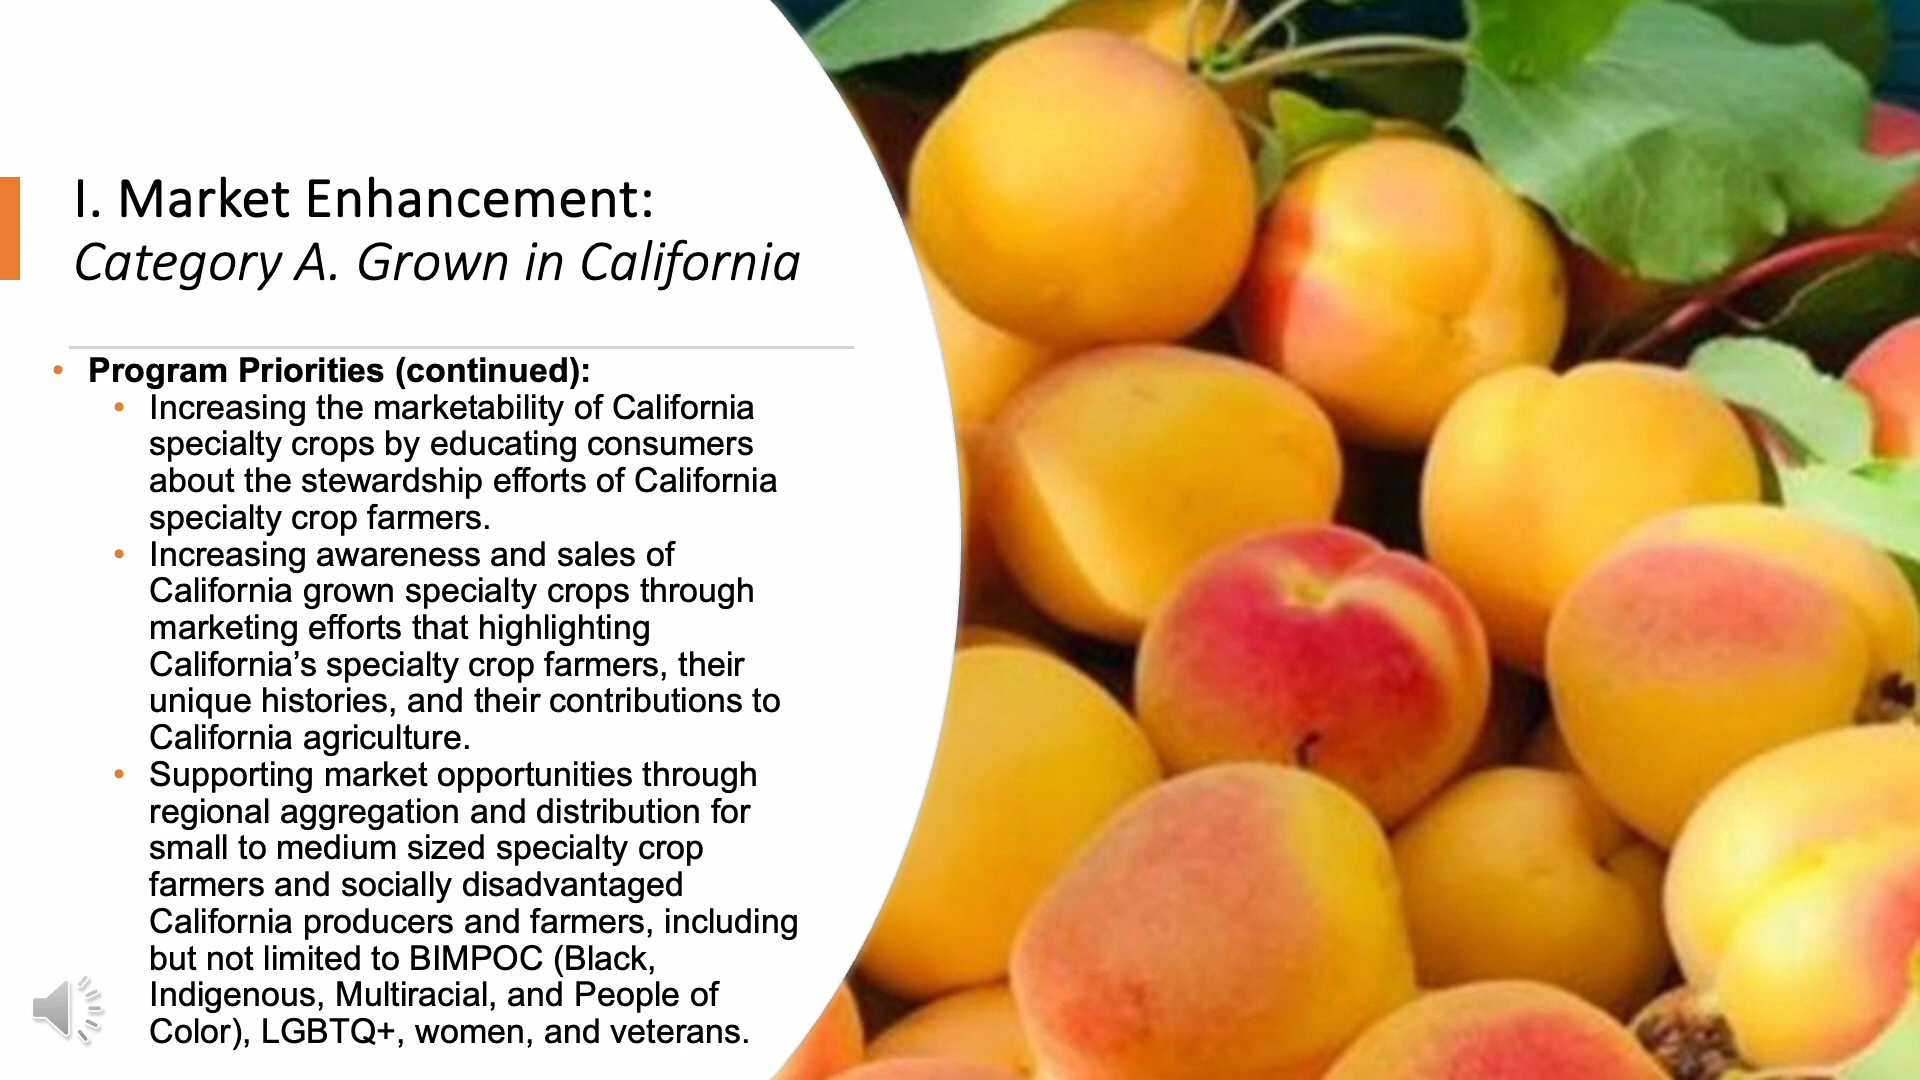 I. Market Enhancement:
Category A. Grown in California
• Program Priorities (continued):
• Increasing the marketability of California
specialty crops by educating consumers
about the stewardship efforts of California
specialty crop farmers.
• Increasing awareness and sales of
California grown specialty crops through
marketing efforts that highlighting
California’s specialty crop farmers, their
unique histories, and their contributions to
California agriculture.
• Supporting market opportunities through
regional aggregation and distribution for
small to medium sized specialty crop
farmers and socially disadvantaged
California producers and farmers, including
but not limited to BIMPOC (Black,
Indigenous, Multiracial, and People of
Color), LGBTQ+, women, and veterans.